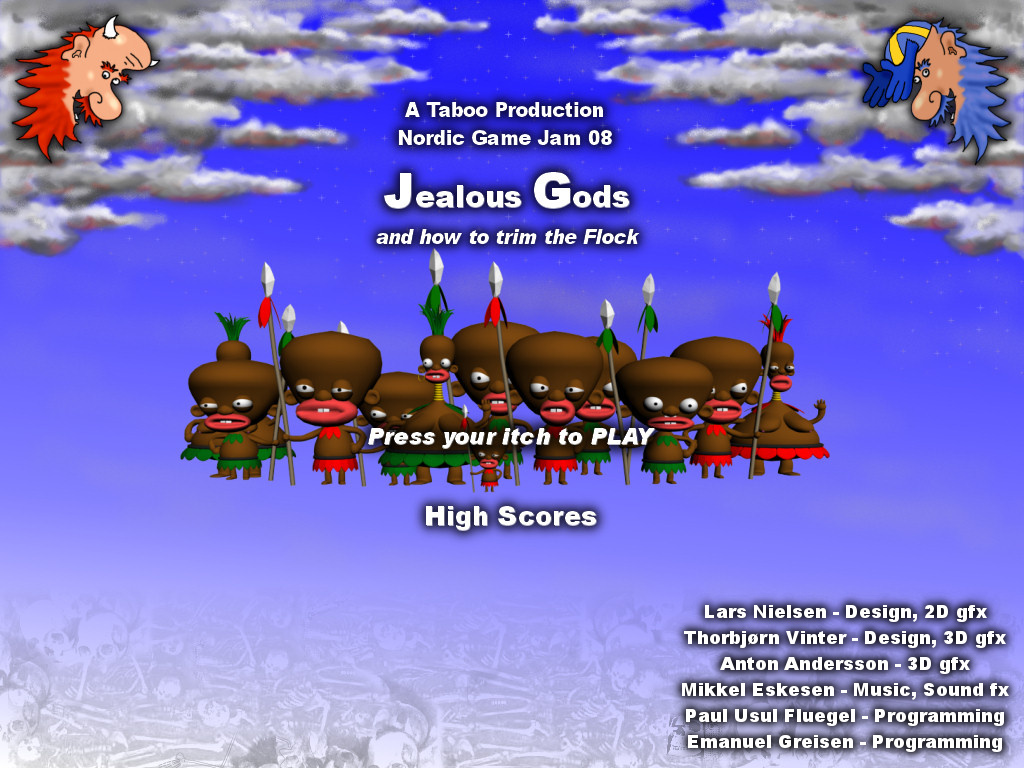 A Taboo Production
Nordic Game Jam 08
Jealous Gods
and how to trim the Flock
Press your itch to PLAY
High Scores
Lars Nielsen - Design, 2D gfx
Thorbjørn Vinter - Design, 3D gfx
Anton Andersson - 3D gfx
Mikkel Eskesen - Music, Sound fx
Paul Usul Fluegel - Programming
Emanuel Greisen - Programming